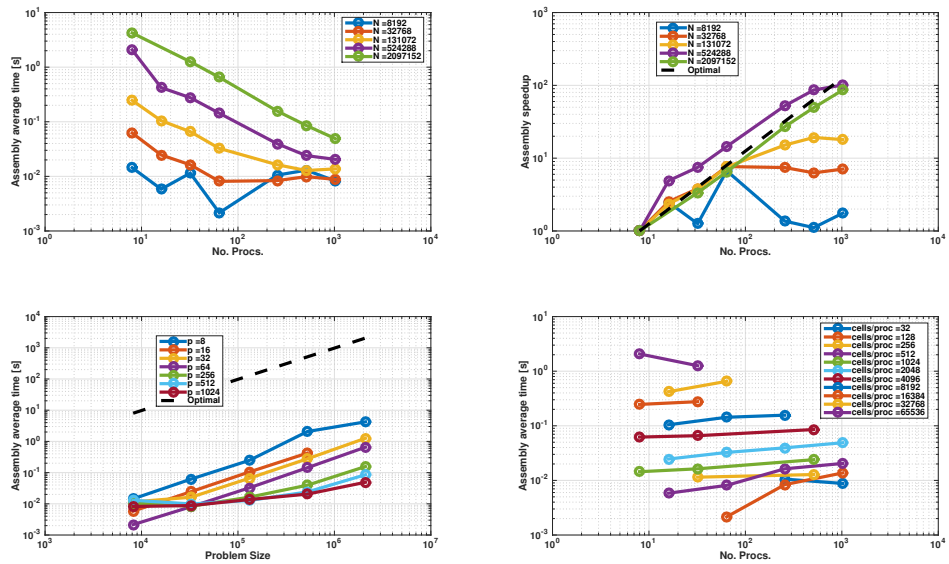 10^1
10^0
10^-1
10^-2
10^-3
Assembly average time [s]
10^0
10^1
10^2
10^3
10^4
No. Procs.
N =8192
N =32768
N =131072
N =524288
N =2097152
10^3
10^2
10^1
10^0
Assembly speedup
10^0
10^1
10^2
10^3
10^4
No. Procs.
N =8192
N =32768
N =131072
N =524288
N =2097152
Optimal
10^4
10^3
10^2
10^1
10^0
10^-1
10^-2
10^-3
Assembly average time [s]
10^3
10^4
10^5
10^6
10^7
Problem Size
p =8
p =16
p =32
p =64
p =256
p =512
p =1024
Optimal
10^1
10^0
10^-1
10^-2
10^-3
Assembly average time [s]
10^0
10^1
10^2
10^3
10^4
No. Procs.
cells/proc =32
cells/proc =128
cells/proc =256
cells/proc =512
cells/proc =1024
cells/proc =2048
cells/proc =4096
cells/proc =8192
cells/proc =16384
cells/proc =32768
cells/proc =65536